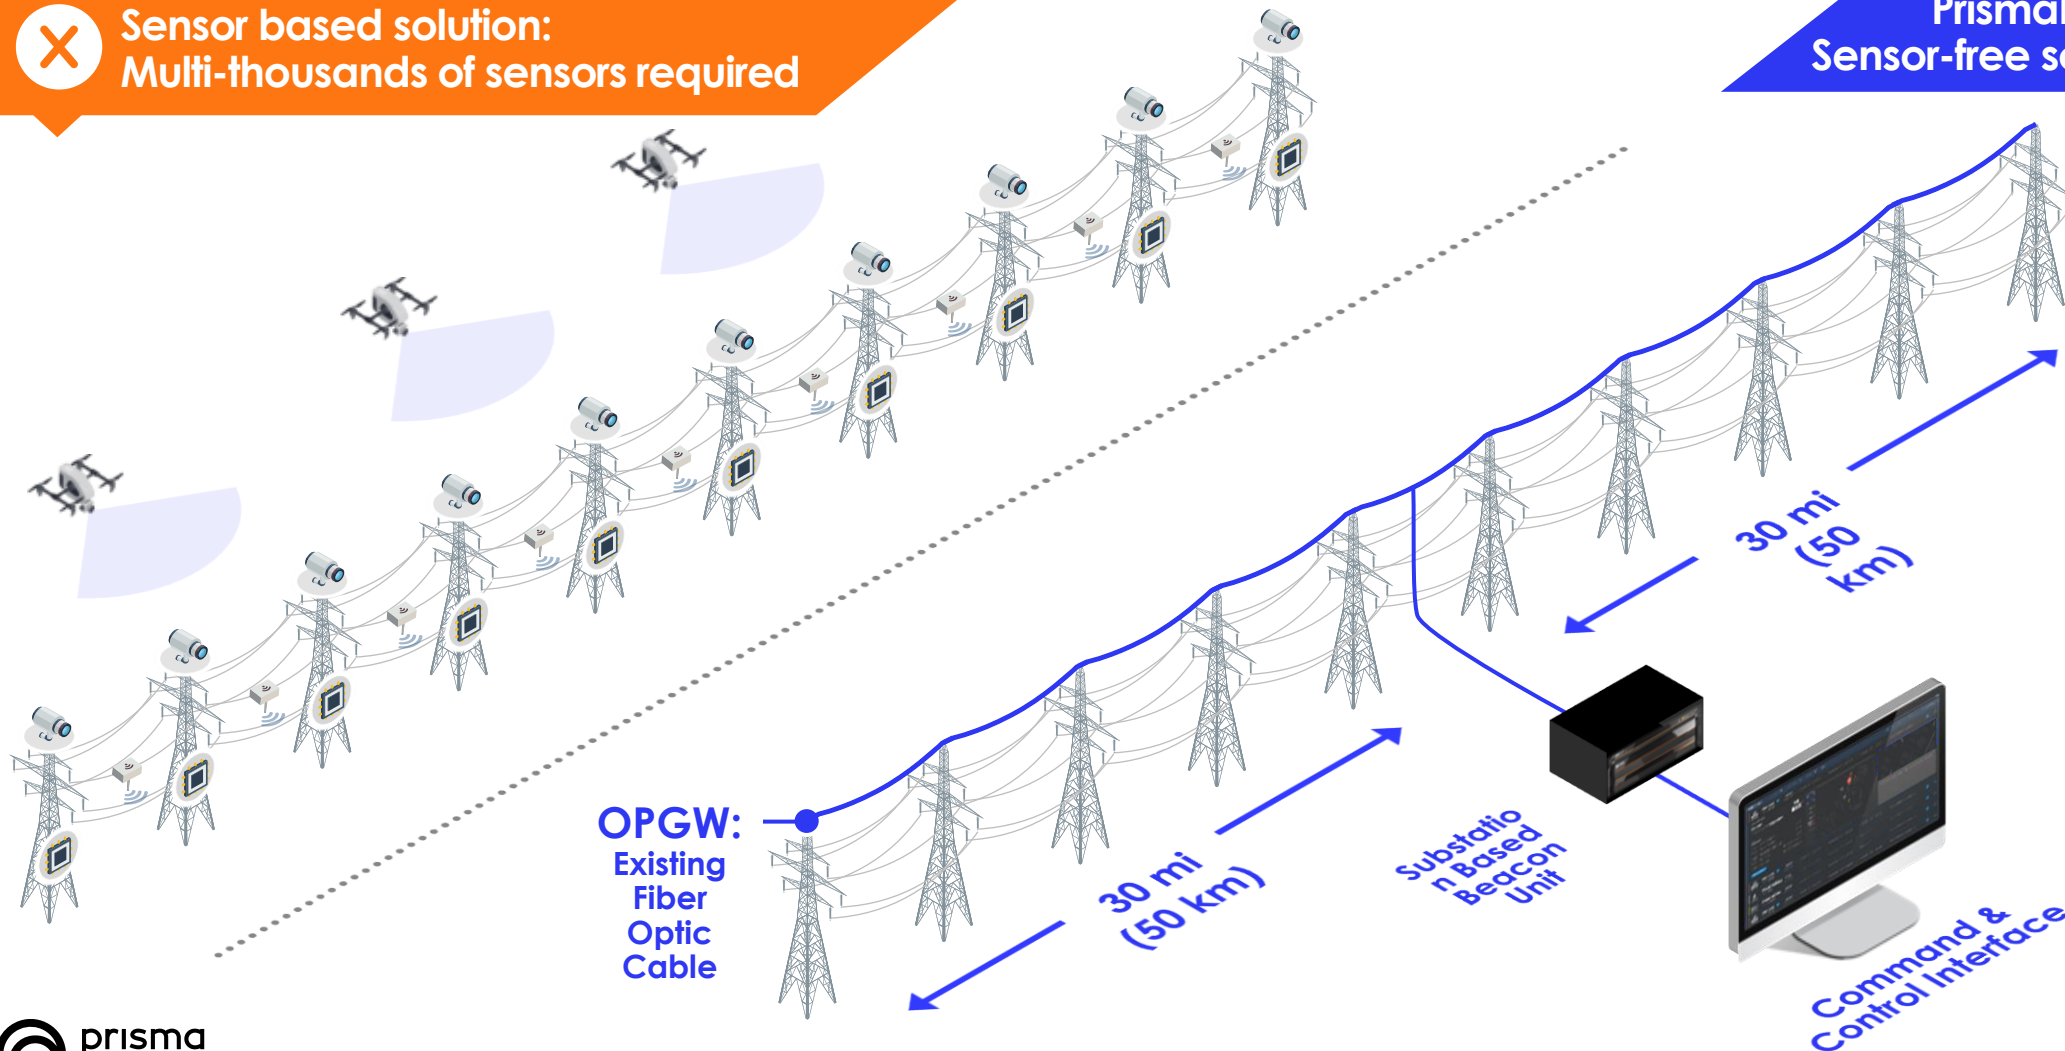 Sensor based solution:
Multi-thousands of sensors required
Prisma
Sensor-free s
30 mi
(50
km)
OPGW:
Existing
Fiber
Optic
Cable
30 mi
(50 km)
Substatio
n Based
Beacon
Unit
Command &
Control Interface
prisma